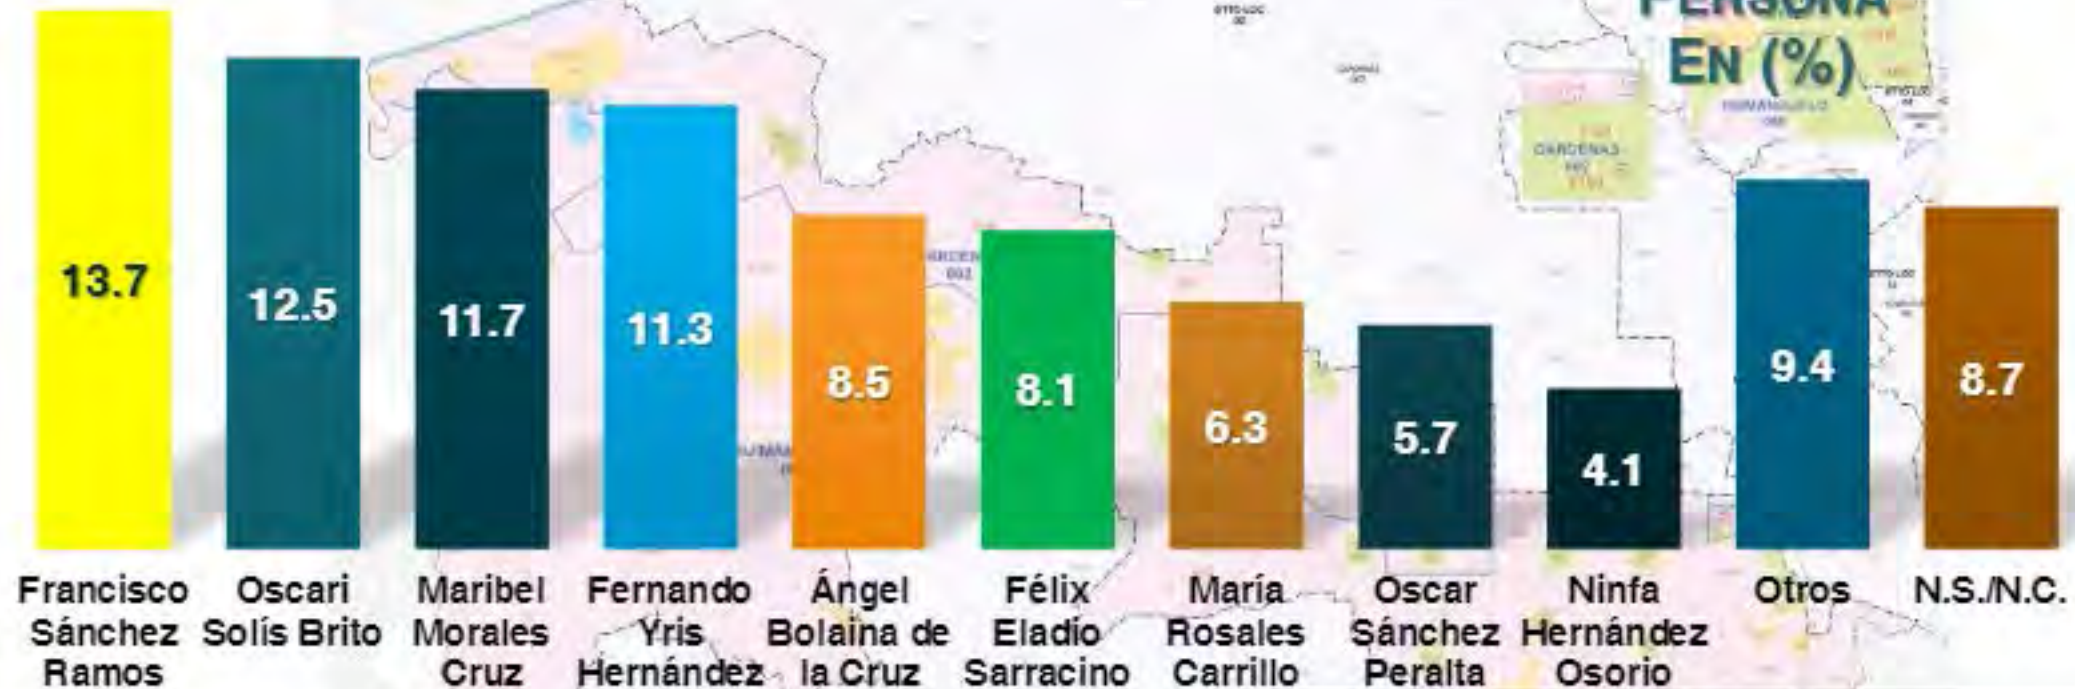 PERSONA
EN (%)
CÁRDENAS
13.7
12.5
11.7
11.3
8.5
8.1
6.3
5.7
4.1
9.4
8.7
Francisco
Sánchez
Ramos
Oscari
Solís Brito
Maribel
Morales
Cruz
Fernando
Yris
Hernández
Ángel
Bolaina de
la Cruz
Félix
Eladio
Sarracino
María
Rosales
Carrillo
Oscar
Sánchez
Peralta
Ninfa
Hernández
Osorio
Otros
N.S./N.C.